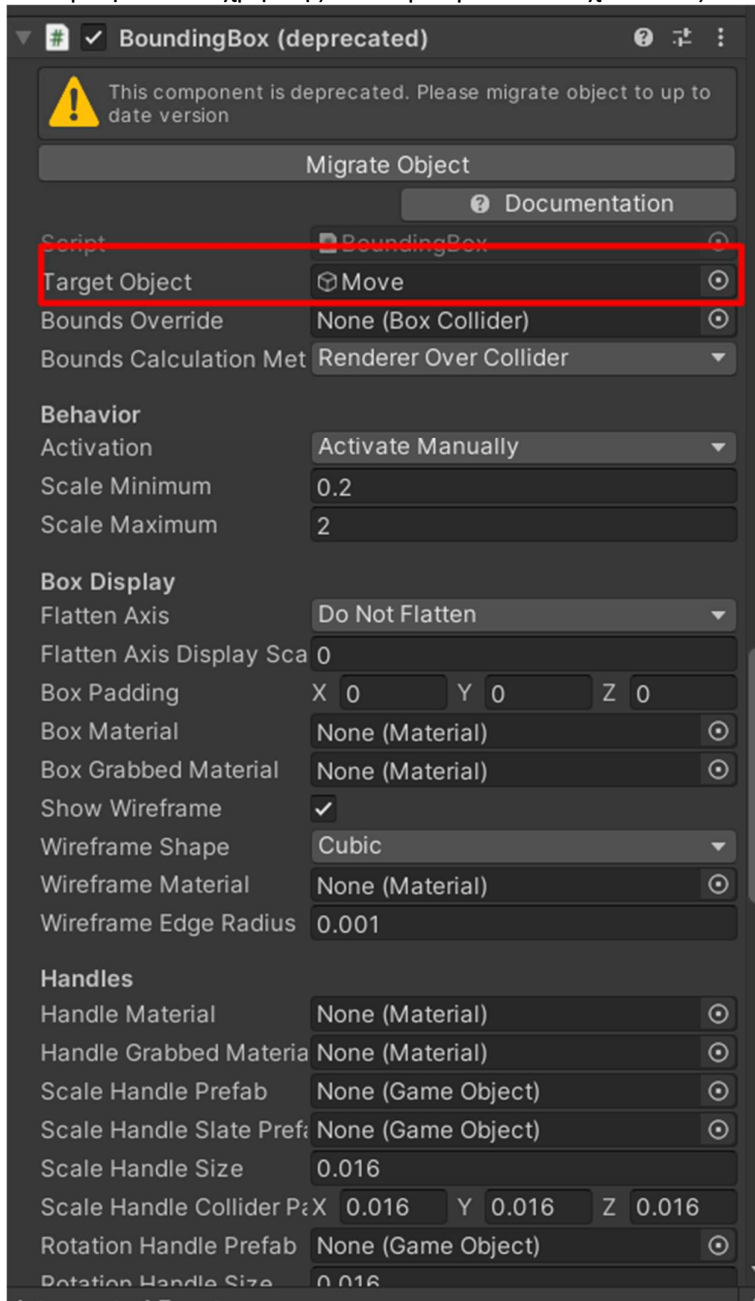 BoundingBox (deprecated)
This component is deprecated. Please migrate object to up to
date version
Migrate Object
Documentation
Script BoundingBox
Target Object Move
Bounds Override None (Box Collider)
Bounds Calculation Met Renderer Over Collider
Behavior
Activation Activate Manually
Scale Minimum 0.2
Scale Maximum 2
Box Display
Flatten Axis Do Not Flatten
Flatten Axis Display Sca 0
Box Padding X 0 Y 0 Z 0
Box Material None (Material)
Box Grabbed Material None (Material)
Show Wireframe
Wireframe Shape Cubic
Wireframe Material None (Material)
Wireframe Edge Radius 0.001
Handles
Handle Material None (Material)
Handle Grabbed Materia None (Material)
Scale Handle Prefab None (Game Object)
Scale Handle Slate Prefa None (Game Object)
Scale Handle Size 0.016
Scale Handle Collider Pa X 0.016 Y 0.016 Z 0.016
Rotation Handle Prefab None (Game Object)
Rotation Handle Size 0.016